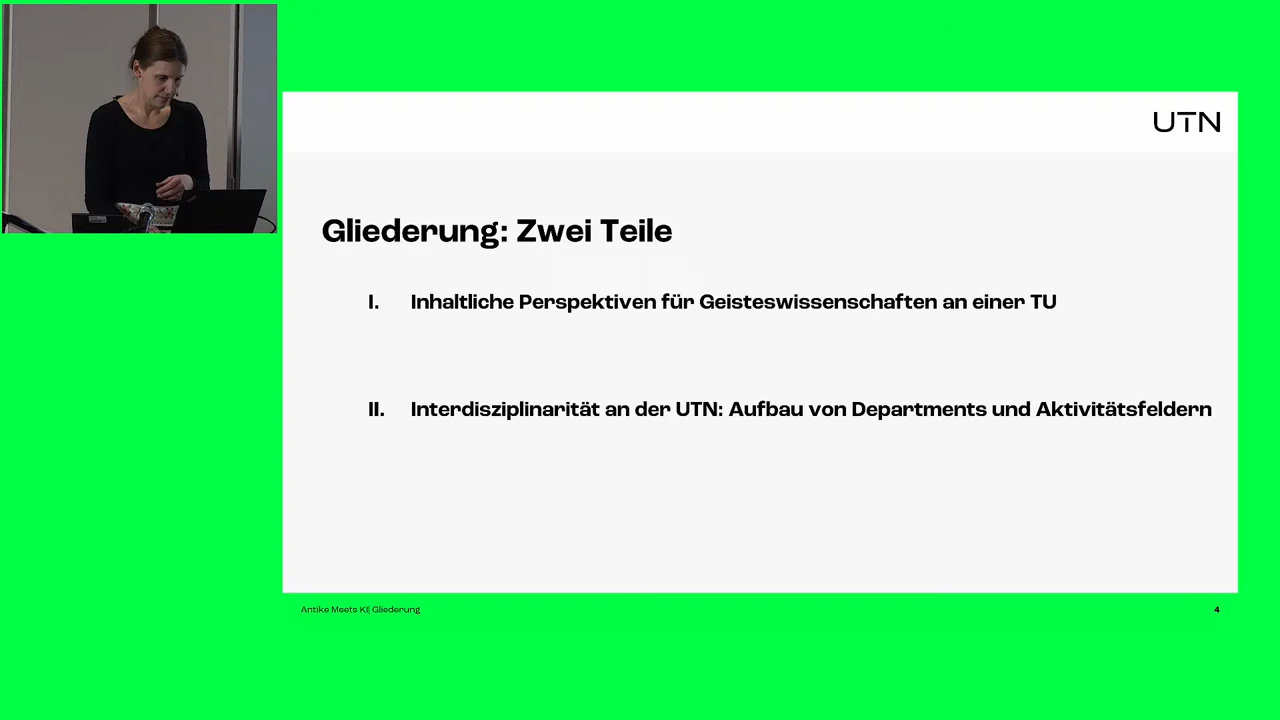 UTN
Gliederung: Zwei Teile
I. Inhaltliche Perspektiven für Geisteswissenschaften an einer TU
II. Interdisziplinarität an der UTN: Aufbau von Departments und Aktivitätsfeldern
Antike Meets KI| Gliederung
4